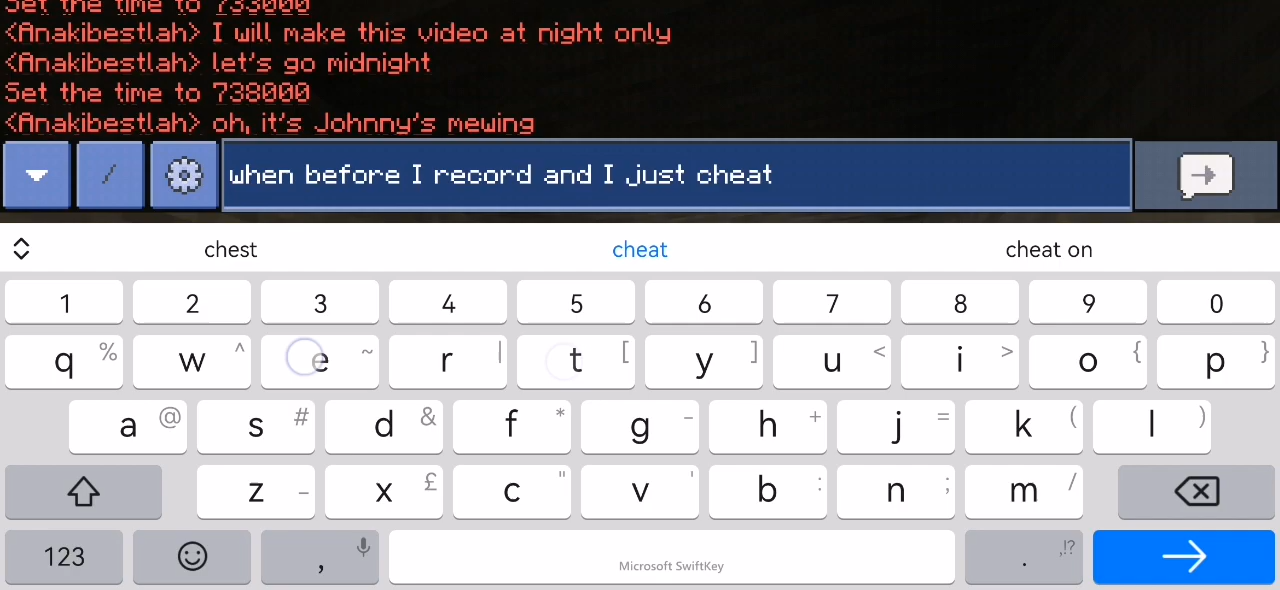 Set the time to 733000
<Anakibestlah> I will make this video at night only
<Anakibestlah> let's go midnight
Set the time to 738000
<Anakibestlah> oh, it's Johnny's mewing
/
when before I record and I just cheat
chest cheat cheat on
1 2 3 4 5 6 7 8 9 0
q % w ^ e ~ r | t [ y ] u < i > o { p }
a @ s # d & f * g - h + j = k ( l )
z _ x £ c " v ' b : n ; m /
123 , Microsoft SwiftKey . ,!?